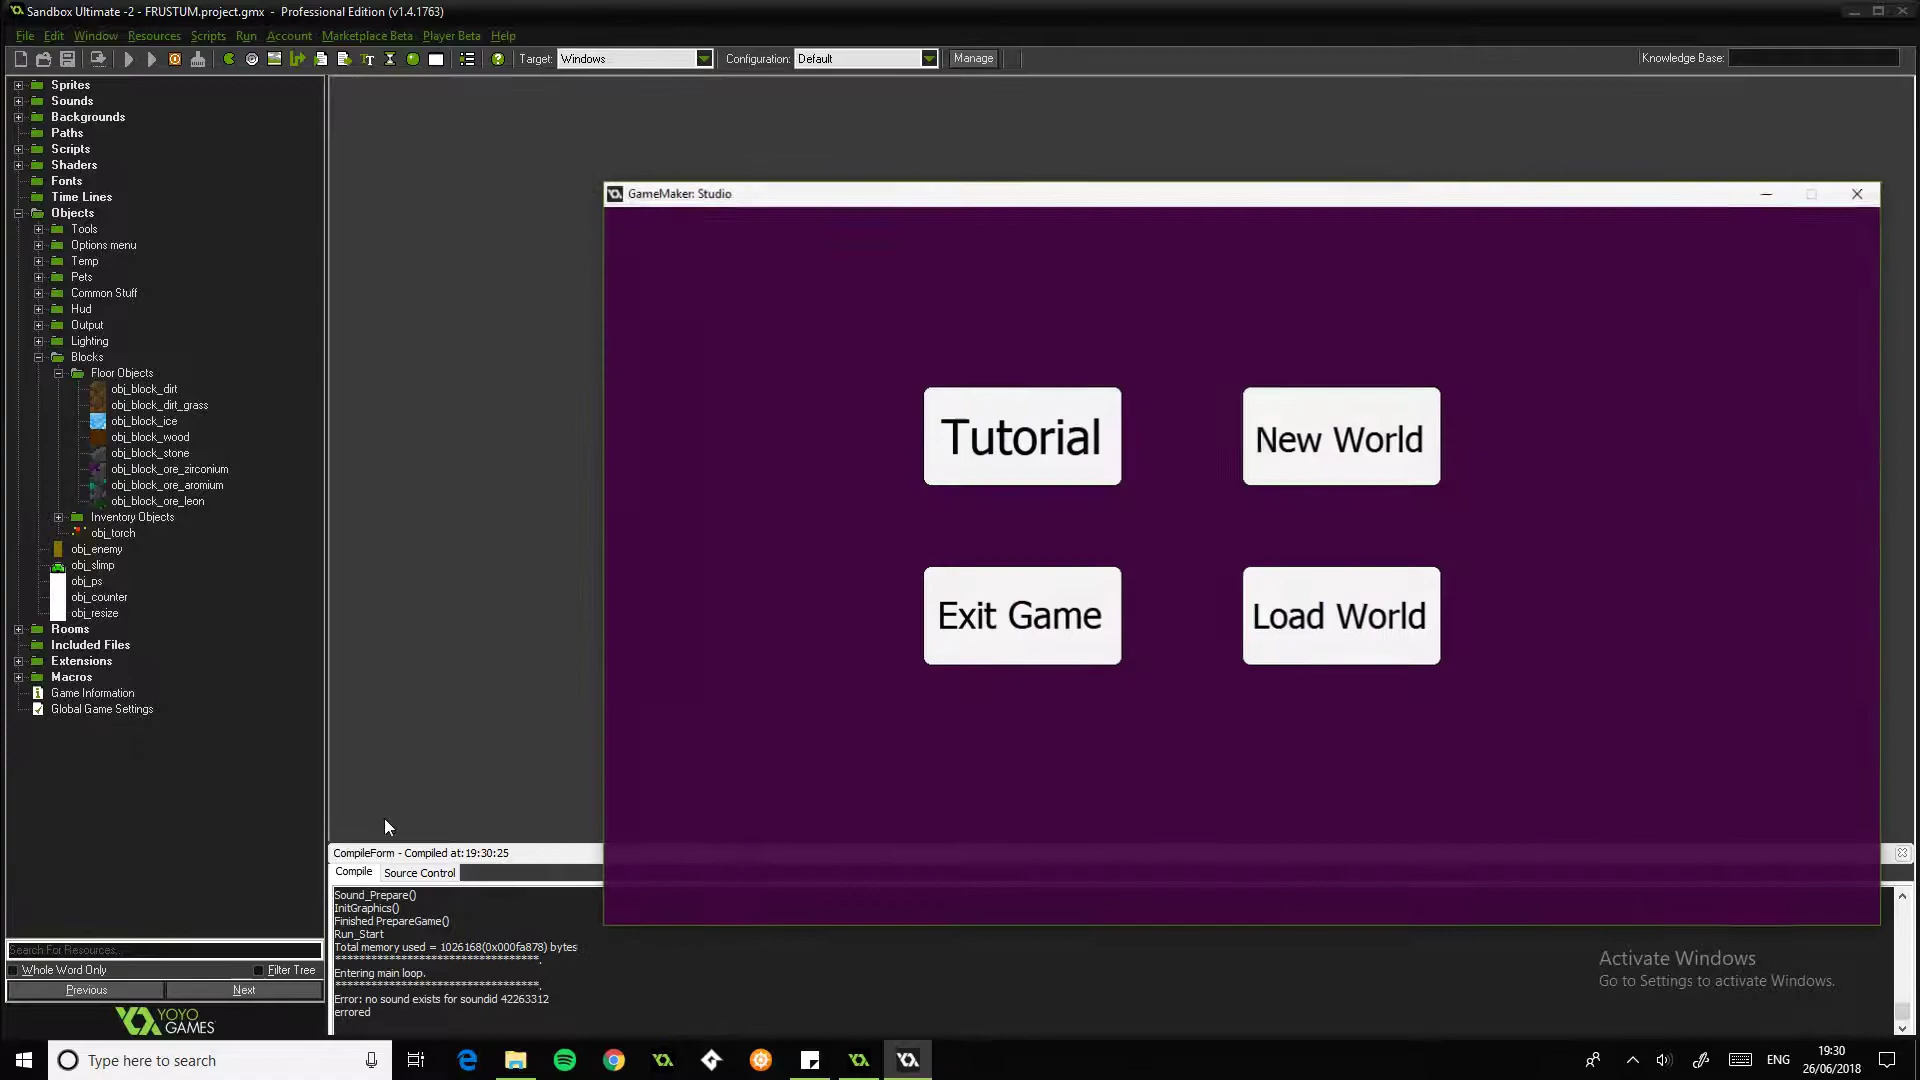 Sandbox Ultimate -2 - FRUSTUM.project.gmx - Professional Edition (v1.4.1763)
File Edit Window Resources Scripts Run Account Marketplace Beta Player Beta Help
Target: Windows Configuration: Default Manage Knowledge Base:
Sprites
Sounds
Backgrounds
Paths
Scripts
Shaders
Fonts
Time Lines
Objects
Tools
Options menu
Temp
Pets
Common Stuff
Hud
Output
Lighting
Blocks
Floor Objects
obj_block_dirt
obj_block_dirt_grass
obj_block_ice
obj_block_wood
obj_block_stone
obj_block_ore_zirconium
obj_block_ore_aromium
obj_block_ore_leon
Inventory Objects
obj_torch
obj_enemy
obj_slimp
obj_ps
obj_counter
obj_resize
Rooms
Included Files
Extensions
Macros
Game Information
Global Game Settings
Search For Resources...
Whole Word Only Filter Tree
Previous Next
YOYO
GAMES
GameMaker: Studio
Tutorial
New World
Exit Game
Load World
CompileForm - Compiled at:19:30:25
Compile Source Control
Sound_Prepare()
InitGraphics()
Finished PrepareGame()
Run_Start
Total memory used = 1026168(0x000fa878) bytes
**********************************.
Entering main loop.
**********************************.
Error: no sound exists for soundid 42263312
errored
Activate Windows
Go to Settings to activate Windows.
Type here to search
ENG
19:30
26/06/2018